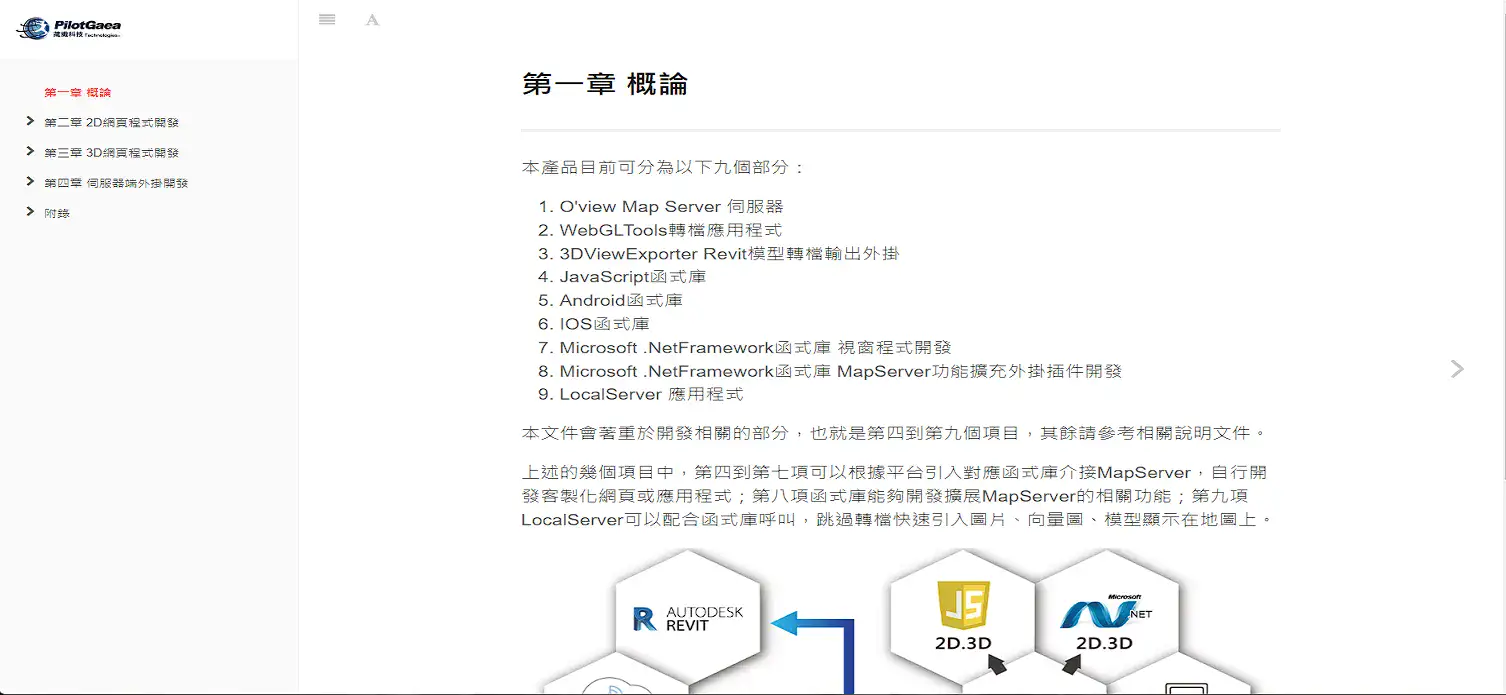 PilotGaea
崧旭科技 Technologies
第一章 概論
第二章 2D網頁程式開發
第三章 3D網頁程式開發
第四章 伺服器端外掛開發
附錄
A
第一章 概論
本產品目前可分為以下九個部分：
1. O'view Map Server 伺服器
2. WebGLTools轉檔應用程式
3. 3DViewExporter Revit模型轉檔輸出外掛
4. JavaScript函式庫
5. Android函式庫
6. IOS函式庫
7. Microsoft .NetFramework函式庫 視窗程式開發
8. Microsoft .NetFramework函式庫 MapServer功能擴充外掛插件開發
9. LocalServer 應用程式
本文件會著重於開發相關的部分，也就是第四到第九個項目，其餘請參考相關說明文件。
上述的幾個項目中，第四到第七項可以根據平台引入對應函式庫介接MapServer，自行開
發客製化網頁或應用程式；第八項函式庫能夠開發擴展MapServer的相關功能；第九項
LocalServer可以配合函式庫呼叫，跳過轉檔快速引入圖片、向量圖、模型顯示在地圖上。
R AUTODESK
REVIT
JS
2D.3D
Microsoft
.NET
2D.3D